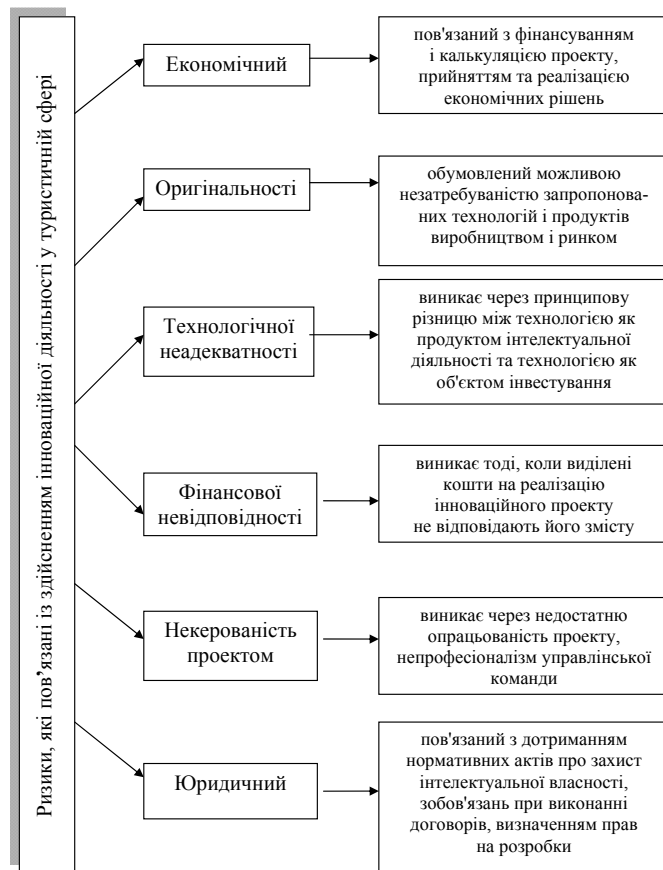 Ризики, які пов'язані із здійсненням інноваційної діяльності у туристичній сфері
Економічний
пов'язаний з фінансуванням
і калькуляцією проекту,
прийняттям та реалізацією
економічних рішень
Оригінальності
обумовлений можливою
незатребуваністю запропонова-
них технологій і продуктів
виробництвом і ринком
Технологічної
неадекватності
виникає через принципову
різницю між технологією як
продуктом інтелектуальної
діяльності та технологією як
об'єктом інвестування
Фінансової
невідповідності
виникає тоді, коли виділені
кошти на реалізацію
інноваційного проекту
не відповідають його змісту
Некерованість
проектом
виникає через недостатню
опрацьованість проекту,
непрофесіоналізм управлінської
команди
Юридичний
пов'язаний з дотриманням
нормативних актів про захист
інтелектуальної власності,
зобов'язань при виконанні
договорів, визначенням прав
на розробки